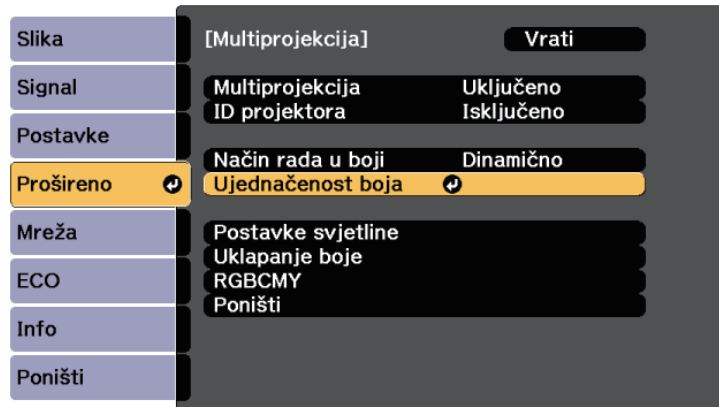 Slika
Signal
Postavke
Prošireno
Mreža
ECO
Info
Poništi
[Multiprojekcija] Vrati
Multiprojekcija Uključeno
ID projektora Isključeno
Način rada u boji Dinamično
Ujednačenost boja
Postavke svjetline
Uklapanje boje
RGBCMY
Poništi